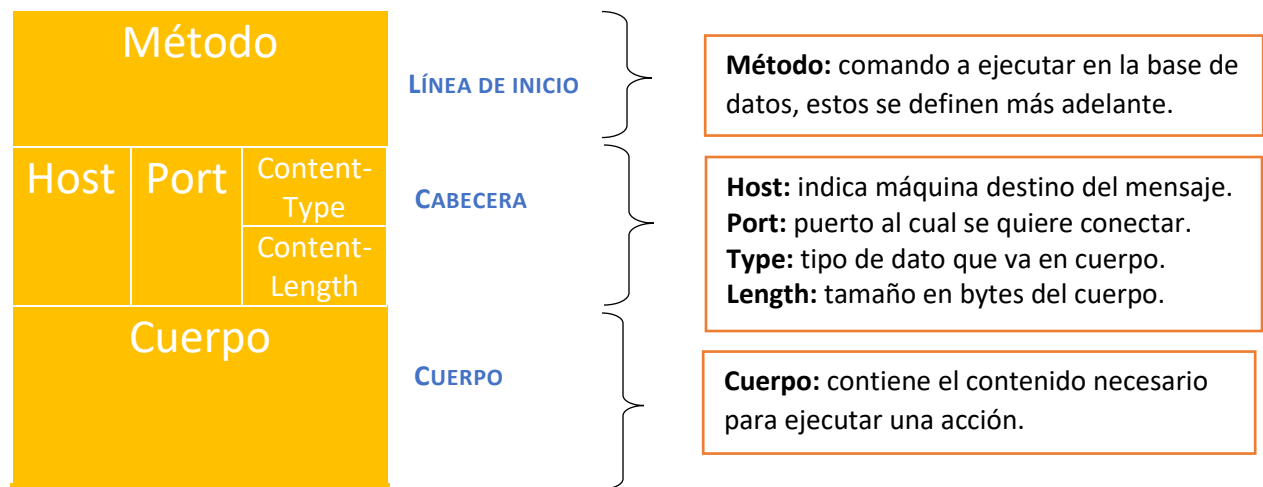 Método
LÍNEA DE INICIO
Método: comando a ejecutar en la base de
datos, estos se definen más adelante.
Host
Port
Content-
Type
Content-
Length
CABECERA
Host: indica máquina destino del mensaje.
Port: puerto al cual se quiere conectar.
Type: tipo de dato que va en cuerpo.
Length: tamaño en bytes del cuerpo.
Cuerpo
CUERPO
Cuerpo: contiene el contenido necesario
para ejecutar una acción.